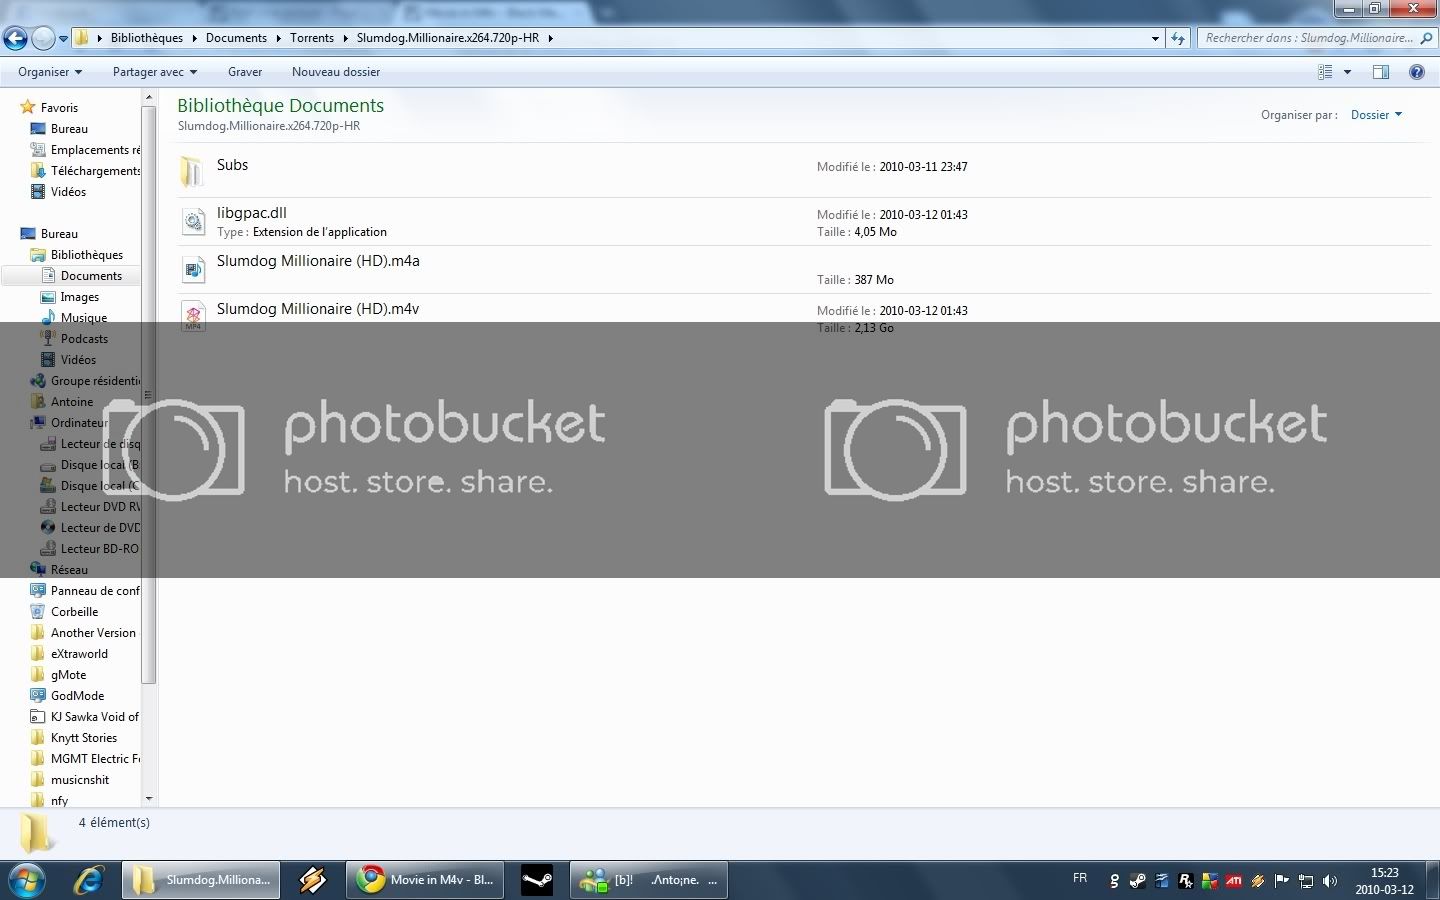 Bibliothèques Documents Torrents Slumdog.Millionaire.x264.720p-HR
Rechercher dans : Slumdog.Millionaire...
Organiser Partager avec Graver Nouveau dossier
Favoris
Bureau
Emplacements ré
Téléchargements
Vidéos
Bureau
Bibliothèques
Documents
Images
Musique
Podcasts
Vidéos
Groupe résidentie
Antoine
Ordinateur
Lecteur de disq
Disque local (B
Disque local (C
Lecteur DVD RW
Lecteur de DVD
Lecteur BD-RO
Réseau
Panneau de conf
Corbeille
Another Version
eXtraworld
gMote
GodMode
KJ Sawka Void of
Knytt Stories
MGMT Electric Fe
musicnshit
nfy
Bibliothèque Documents
Slumdog.Millionaire.x264.720p-HR
Organiser par : Dossier
Subs
Modifié le : 2010-03-11 23:47
libgpac.dll
Modifié le : 2010-03-12 01:43
Type : Extension de l'application
Taille : 4,05 Mo
Slumdog Millionaire (HD).m4a
Taille : 387 Mo
Slumdog Millionaire (HD).m4v
Modifié le : 2010-03-12 01:43
MP4
Taille : 2,13 Go
photobucket
host. store. share.
photobucket
host. store. share.
4 élément(s)
Slumdog.Milliona...
Movie in M4v - Bl...
[b]! .Λnto¡ne. ...
FR
ATI
15:23
2010-03-12